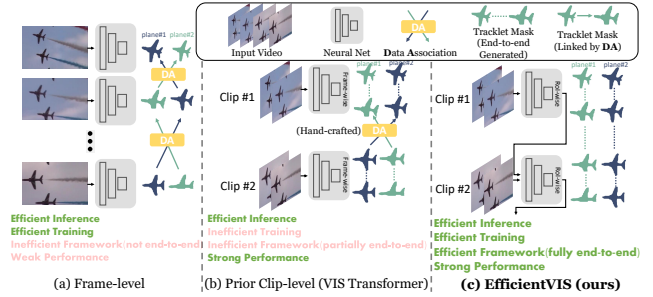 plane#1 plane#2
DA
DA
Efficient Inference
Efficient Training
Inefficient Framework(not end-to-end)
Weak Performance
(a) Frame-level
Input Video
Neural Net
Data Association
DA
Tracklet Mask
(End-to-end
Generated)
Tracklet Mask
(Linked by DA)
Clip #1
Frame-wise
plane#1
plane#2
(Hand-crafted)
DA
Clip #2
Frame-wise
Efficient Inference
Inefficient Training
Inefficient Framework(partially end-to-end)
Strong Performance
(b) Prior Clip-level (VIS Transformer)
Clip #1
RoI-wise
plane#1
plane#2
Clip #2
RoI-wise
Efficient Inference
Efficient Training
Efficient Framework(fully end-to-end)
Strong Performance
(c) EfficientVIS (ours)